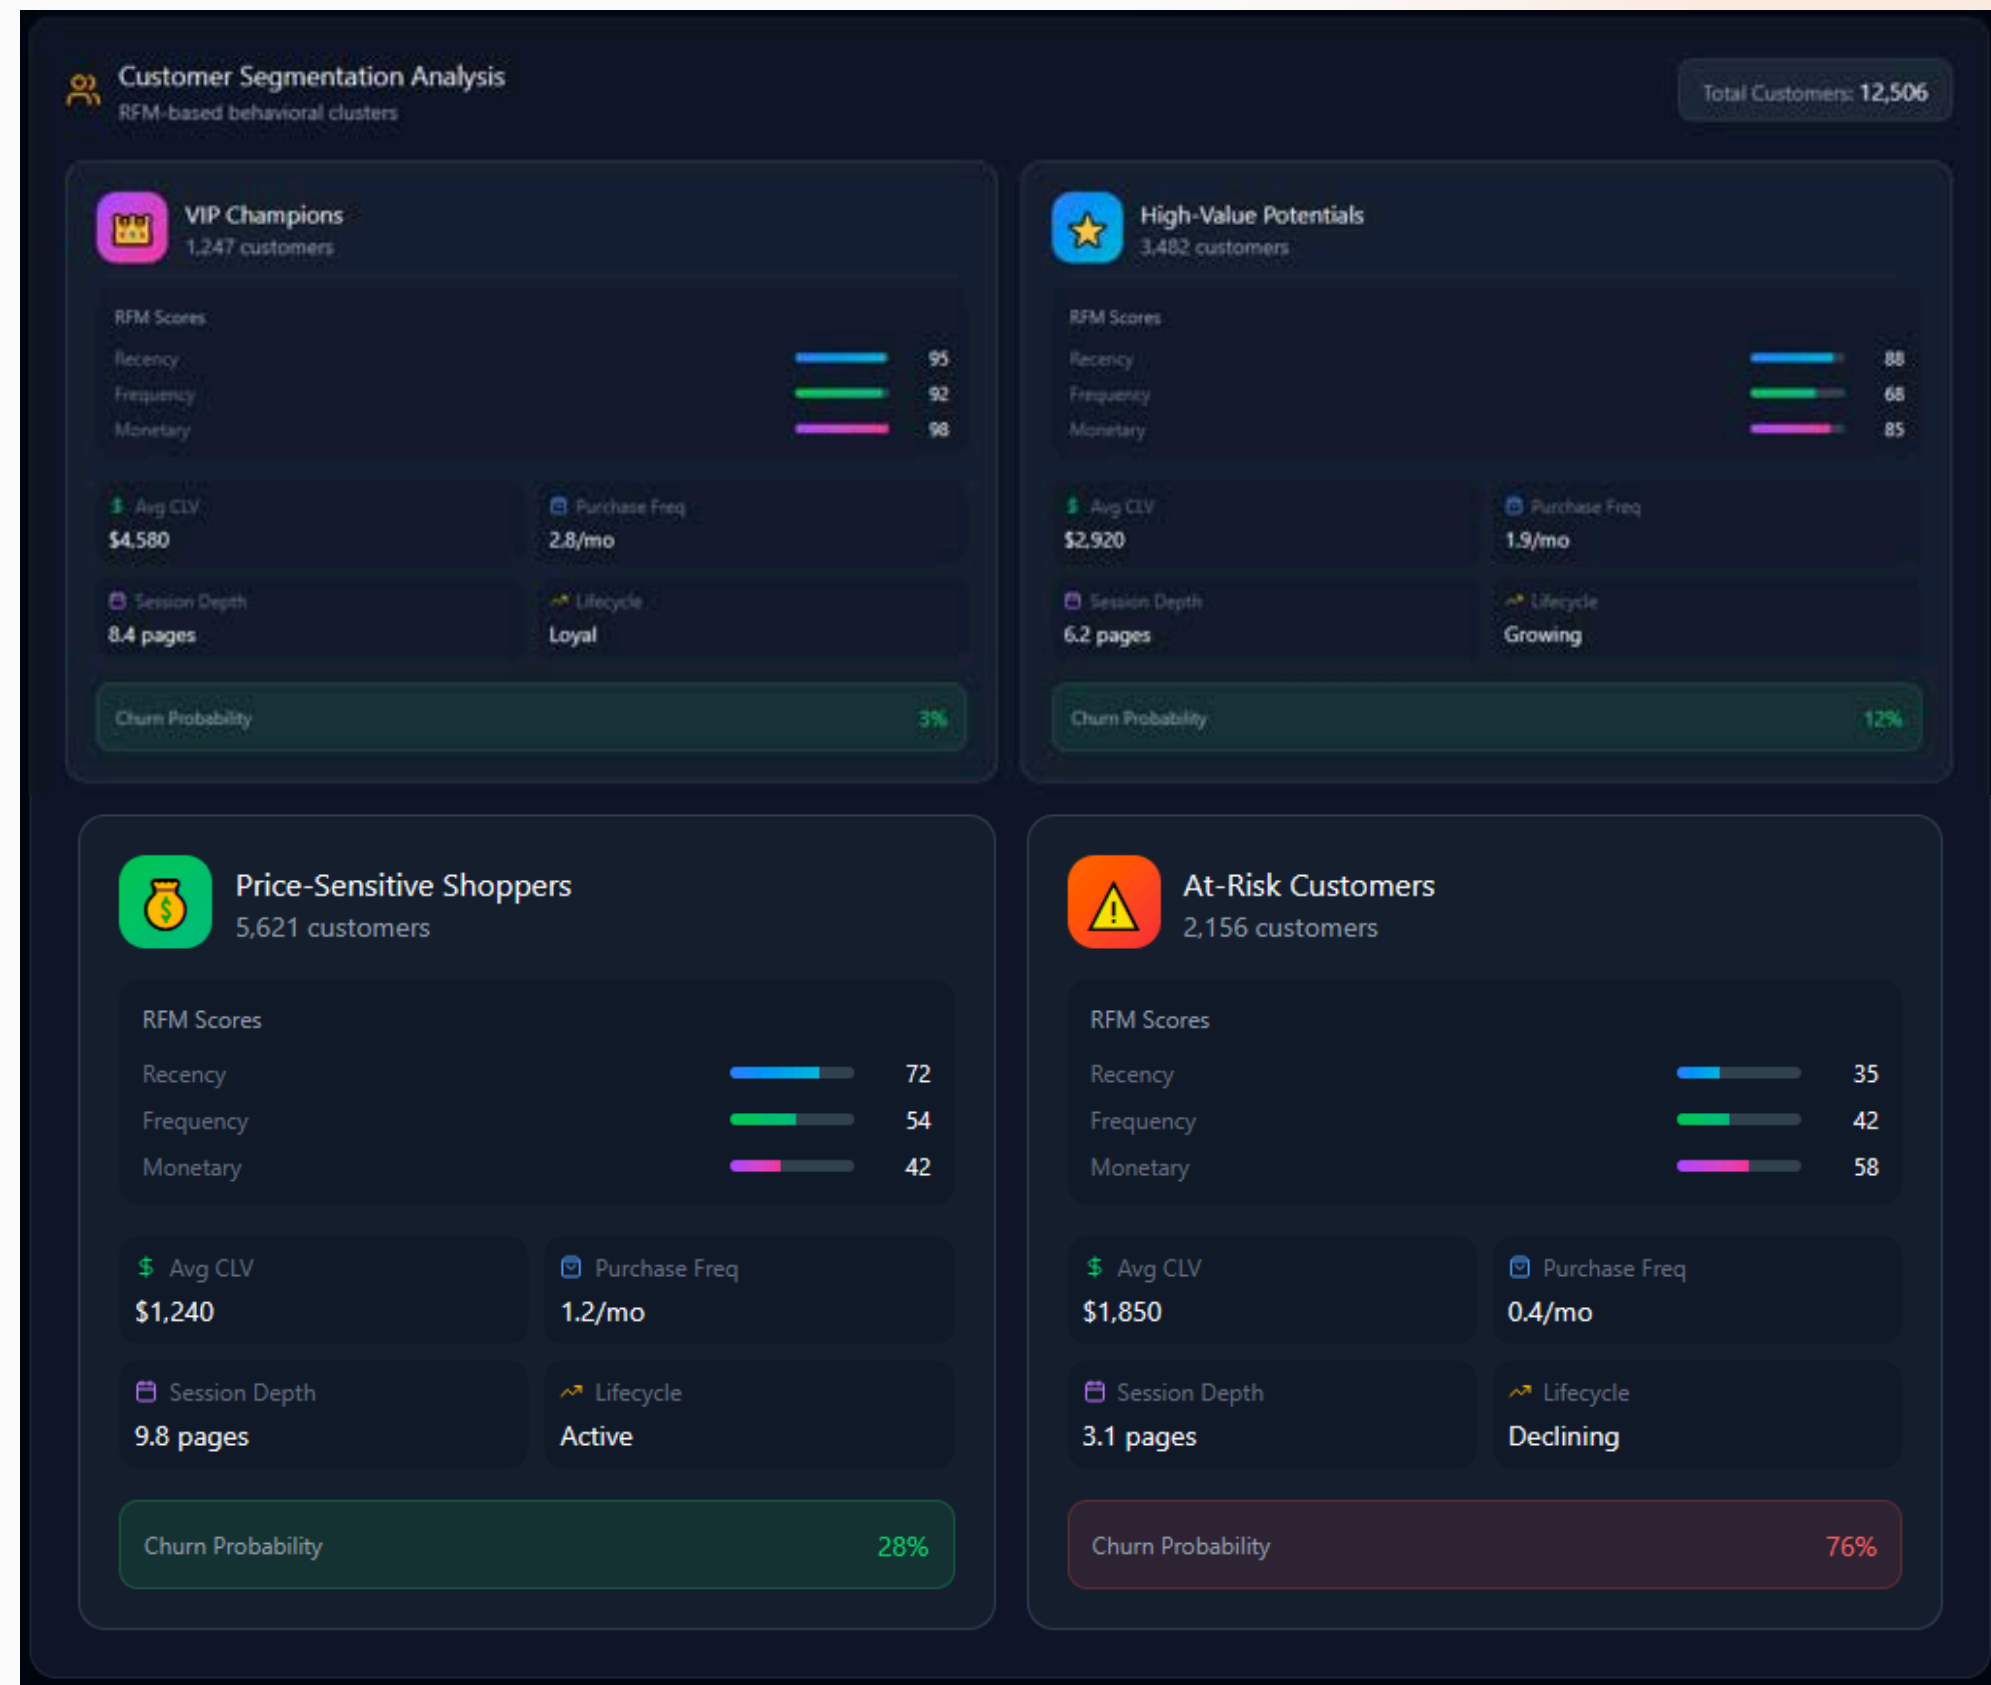 Customer Segmentation Analysis
RFM-based behavioral clusters
Total Customers: 12,506
VIP Champions
1,247 customers
RFM Scores
Recency 95
Frequency 92
Monetary 98
Avg CLV
$4,580
Purchase Freq
2.8/mo
Session Depth
8.4 pages
Lifecycle
Loyal
Churn Probability 3%
High-Value Potentials
3,482 customers
RFM Scores
Recency 88
Frequency 68
Monetary 85
Avg CLV
$2,920
Purchase Freq
1.9/mo
Session Depth
6.2 pages
Lifecycle
Growing
Churn Probability 12%
Price-Sensitive Shoppers
5,621 customers
RFM Scores
Recency 72
Frequency 54
Monetary 42
Avg CLV
$1,240
Purchase Freq
1.2/mo
Session Depth
9.8 pages
Lifecycle
Active
Churn Probability 28%
At-Risk Customers
2,156 customers
RFM Scores
Recency 35
Frequency 42
Monetary 58
Avg CLV
$1,850
Purchase Freq
0.4/mo
Session Depth
3.1 pages
Lifecycle
Declining
Churn Probability 76%